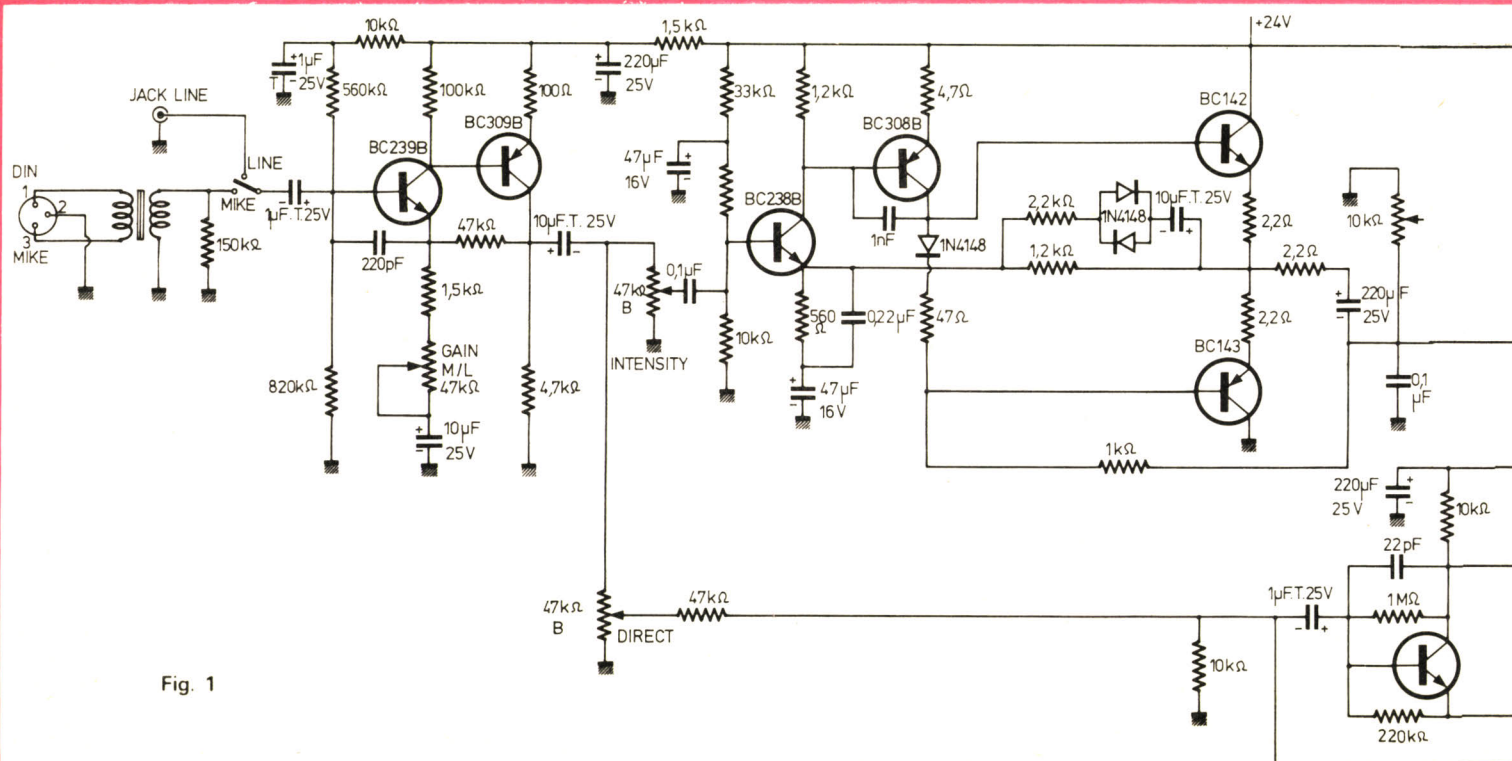 +24V
10kΩ
1,5kΩ
+1µF
T - 25V
560kΩ
100kΩ
100Ω
+
220µF
- 25V
33kΩ
1,2kΩ
4,7Ω
JACK LINE
BC239B
BC309B
BC308B
BC142
LINE
MIKE
DIN
1
2
3
MIKE
+
1µF.T.25V
150kΩ
47µF +
16V -
BC238B
1nF
1N4148
2,2kΩ
1N4148
10µF.T. 25V
+
1,2kΩ
2,2Ω
2,2Ω
10kΩ
220pF
47kΩ
10µF.T. 25V
+ -
0,1µF
47kΩ
B
INTENSITY
1,5kΩ
GAIN
M/L
47kΩ
820kΩ
+ 10µF
- 25V
4,7kΩ
10kΩ
560
Ω
0,22µF
+ 47µF
- 16V
47Ω
2,2Ω
BC143
+ 220µF
- 25V
0,1
µF
1kΩ
220µF +
25V -
10kΩ
22pF
47kΩ
B
DIRECT
47kΩ
1µF.T.25V
- +
1MΩ
10kΩ
220kΩ
Fig. 1